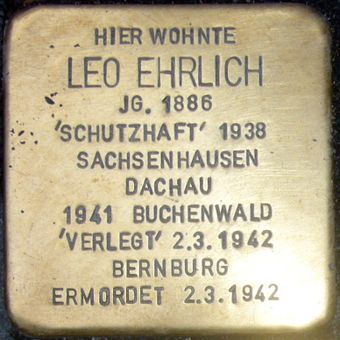 HIER WOHNTE
LEO EHRLICH
JG. 1886
'SCHUTZHAFT' 1938
SACHSENHAUSEN
DACHAU
1941 BUCHENWALD
'VERLEGT' 2.3.1942
BERNBURG
ERMORDET 2.3.1942